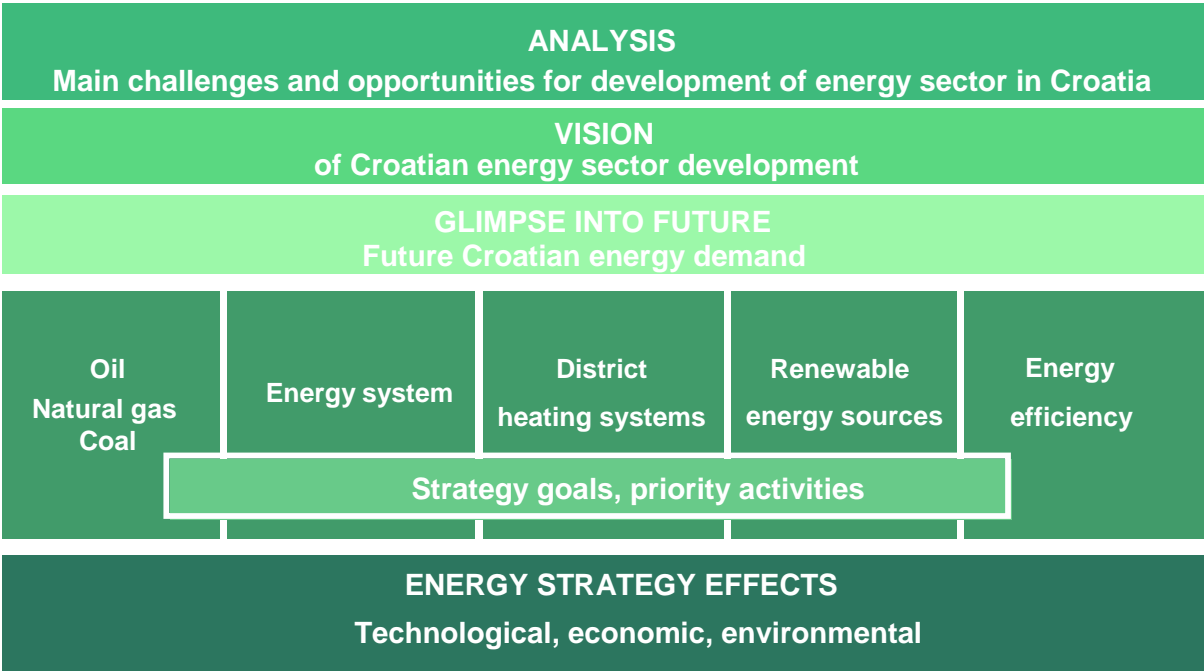 ANALYSIS
Main challenges and opportunities for development of energy sector in Croatia
VISION
of Croatian energy sector development
GLIMPSE INTO FUTURE
Future Croatian energy demand
Oil
Natural gas
Coal
Energy system
District
heating systems
Renewable
energy sources
Energy
efficiency
Strategy goals, priority activities
ENERGY STRATEGY EFFECTS
Technological, economic, environmental